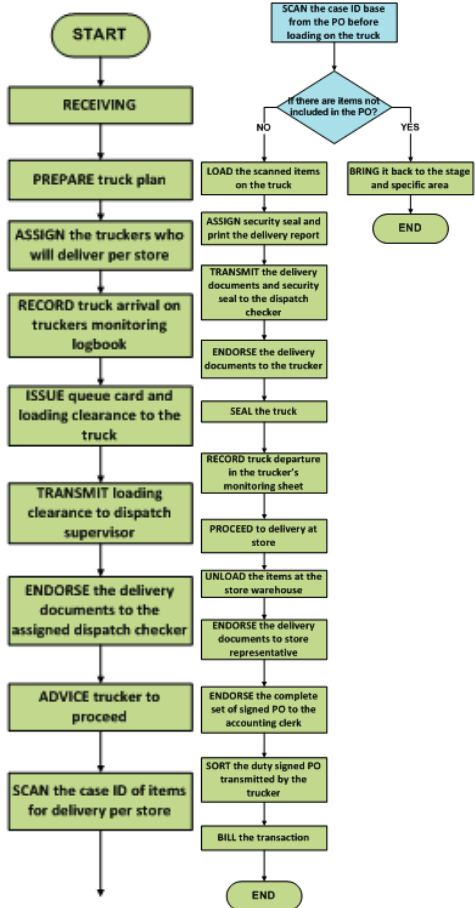 START
RECEIVING
PREPARE truck plan
ASSIGN the truckers who
will deliver per store
RECORD truck arrival on
truckers monitoring
logbook
ISSUE queue card and
loading clearance to the
truck
TRANSMIT loading
clearance to dispatch
supervisor
ENDORSE the delivery
documents to the
assigned dispatch checker
ADVICE trucker to
proceed
SCAN the case ID of items
for delivery per store
SCAN the case ID base
from the PO before
loading on the truck
If there are items not
included in the PO?
NO
YES
LOAD the scanned items
on the truck
BRING it back to the stage
and specific area
END
ASSIGN security seal and
print the delivery report
TRANSMIT the delivery
documents and security
seal to the dispatch
checker
ENDORSE the delivery
documents to the trucker
SEAL the truck
RECORD truck departure
in the trucker's
monitoring sheet
PROCEED to delivery at
store
UNLOAD the items at the
store warehouse
ENDORSE the delivery
documents to store
representative
ENDORSE the complete
set of signed PO to the
accounting clerk
SORT the duty signed PO
transmitted by the
trucker
BILL the transaction
END